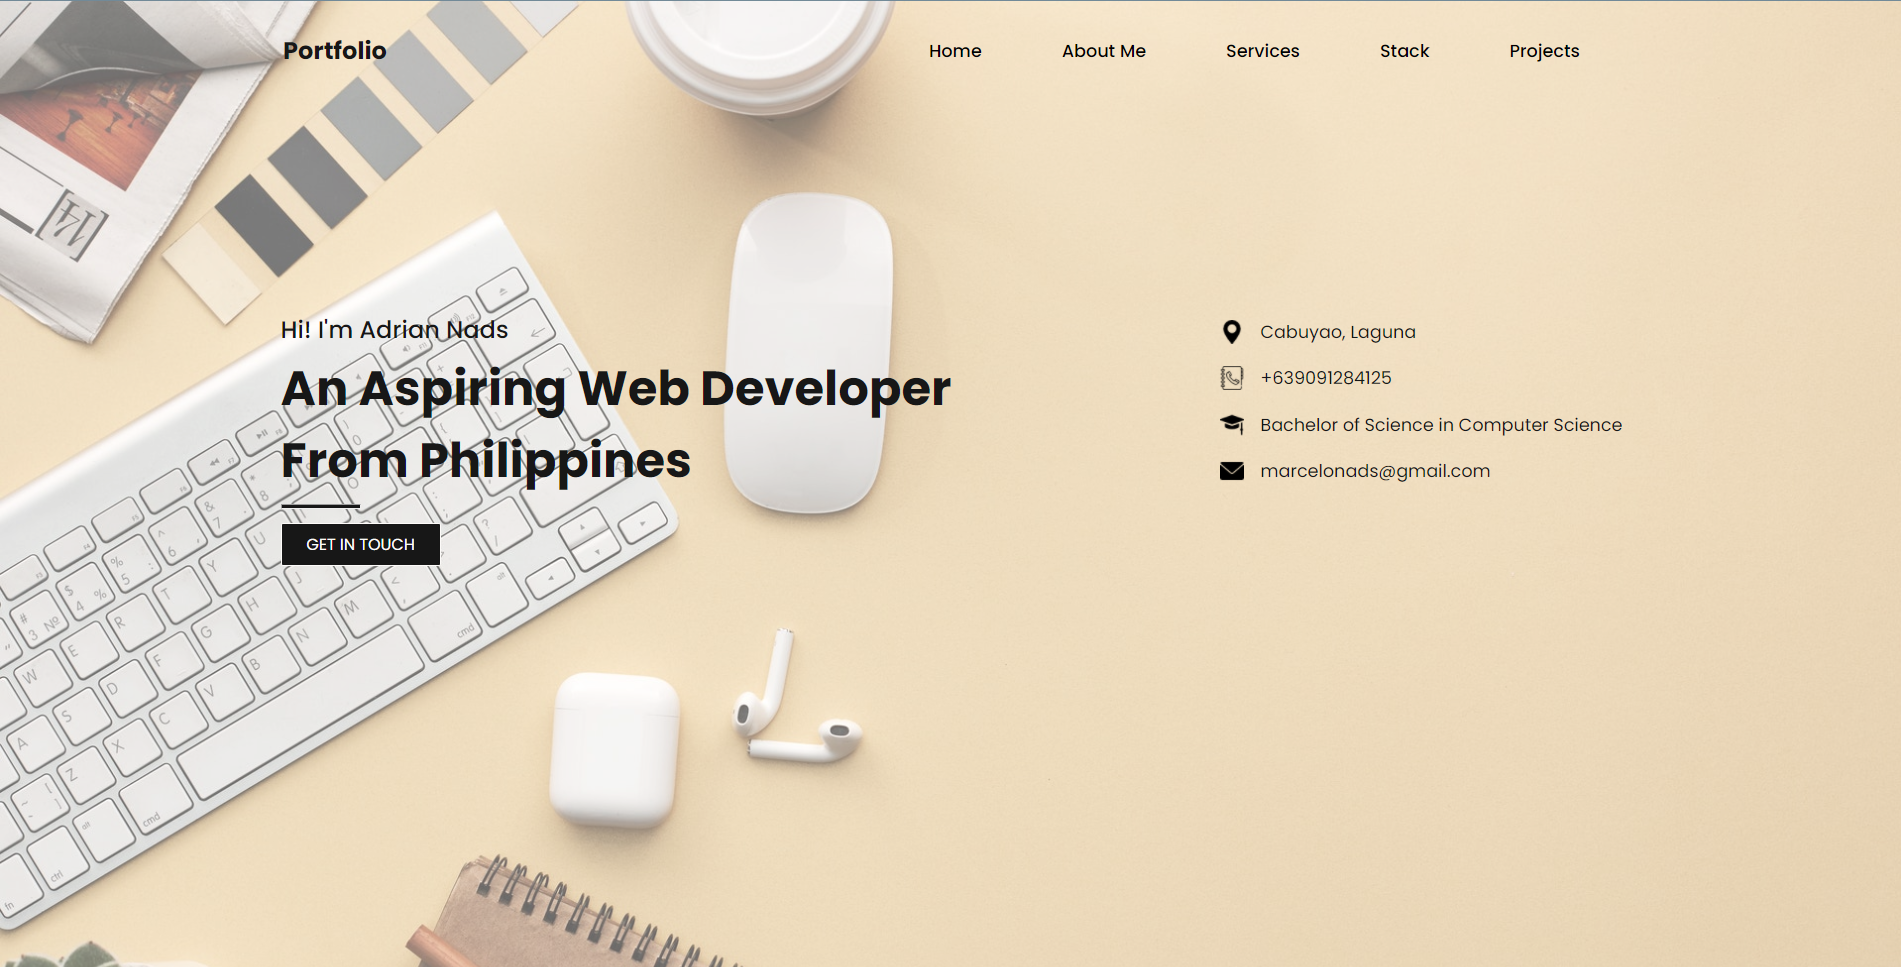 Portfolio
Home
About Me
Services
Stack
Projects
Hi! I'm Adrian Nads
An Aspiring Web Developer
From Philippines
GET IN TOUCH
Cabuyao, Laguna
+639091284125
Bachelor of Science in Computer Science
marcelonads@gmail.com